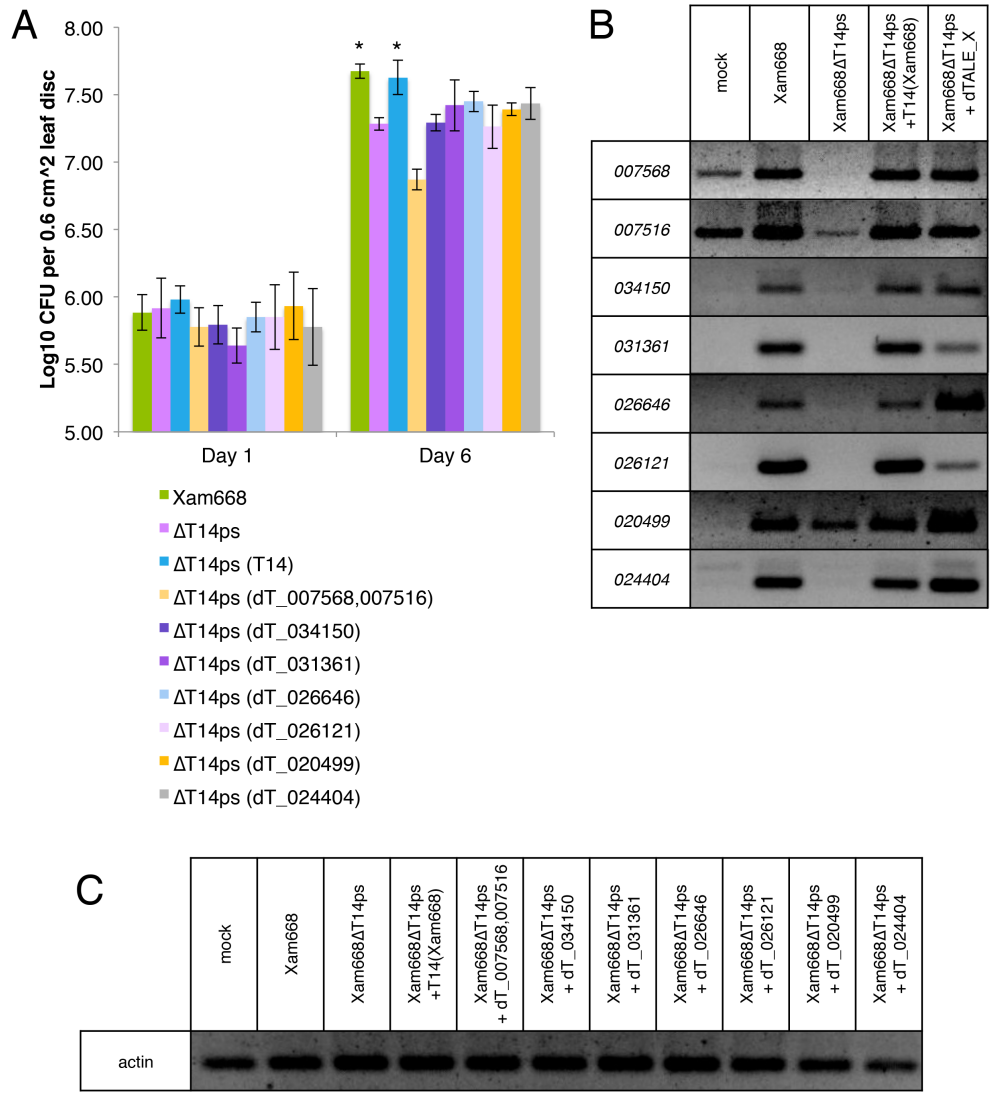 A
8.00
7.50
7.00
6.50
6.00
5.50
5.00
Log10 CFU per 0.6 cm^2 leaf disc
* *
Day 1 Day 6
Xam668
ΔT14ps
ΔT14ps (T14)
ΔT14ps (dT_007568,007516)
ΔT14ps (dT_034150)
ΔT14ps (dT_031361)
ΔT14ps (dT_026646)
ΔT14ps (dT_026121)
ΔT14ps (dT_020499)
ΔT14ps (dT_024404)
B
mock
Xam668
Xam668ΔT14ps
Xam668ΔT14ps
+T14(Xam668)
Xam668ΔT14ps
+ dTALE_X
007568
007516
034150
031361
026646
026121
020499
024404
C
mock
Xam668
Xam668ΔT14ps
Xam668ΔT14ps
+T14(Xam668)
Xam668ΔT14ps
+ dT_007568,007516
Xam668ΔT14ps
+ dT_034150
Xam668ΔT14ps
+ dT_031361
Xam668ΔT14ps
+ dT_026646
Xam668ΔT14ps
+ dT_026121
Xam668ΔT14ps
+ dT_020499
Xam668ΔT14ps
+ dT_024404
actin